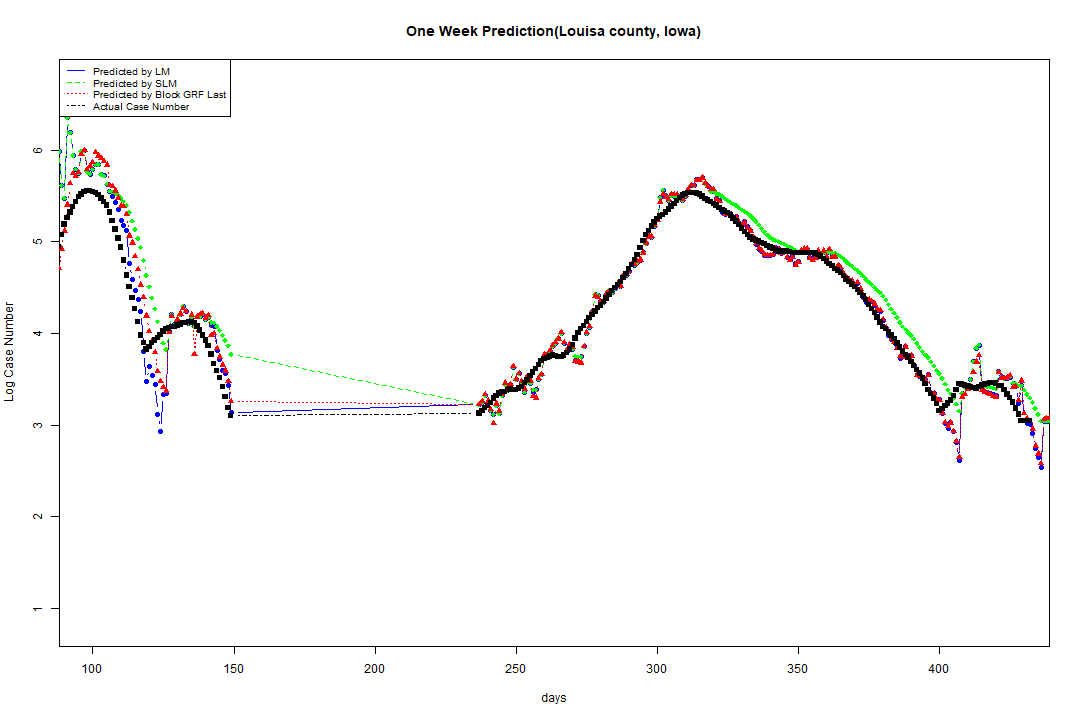 One Week Prediction(Louisa county, Iowa)
Predicted by LM
Predicted by SLM
Predicted by Block GRF Last
Actual Case Number
Log Case Number
6
5
4
3
2
1
100 150 200 250 300 350 400
days